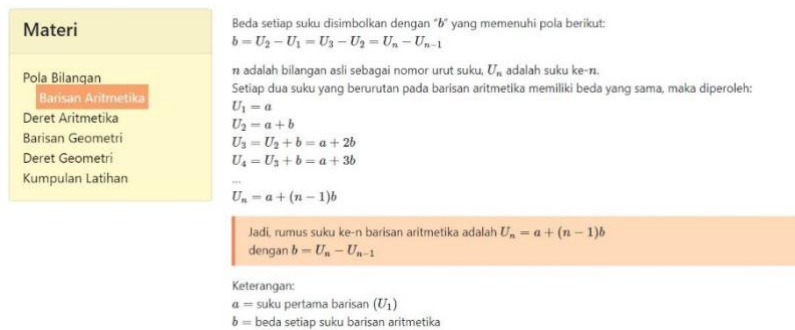 Materi
Pola Bilangan
Barisan Aritmetika
Deret Aritmetika
Barisan Geometri
Deret Geometri
Kumpulan Latihan
Beda setiap suku disimbolkan dengan "b" yang memenuhi pola berikut:
b = U₂ − U₁ = U₃ − U₂ = Uₙ − Uₙ₋₁
n adalah bilangan asli sebagai nomor urut suku, Uₙ adalah suku ke-n.
Setiap dua suku yang berurutan pada barisan aritmetika memiliki beda yang sama, maka diperoleh:
U₁ = a
U₂ = a + b
U₃ = U₂ + b = a + 2b
U₄ = U₃ + b = a + 3b
...
Uₙ = a + (n − 1)b
Jadi, rumus suku ke-n barisan aritmetika adalah Uₙ = a + (n − 1)b
dengan b = Uₙ − Uₙ₋₁
Keterangan:
a = suku pertama barisan (U₁)
b = beda setiap suku barisan aritmetika